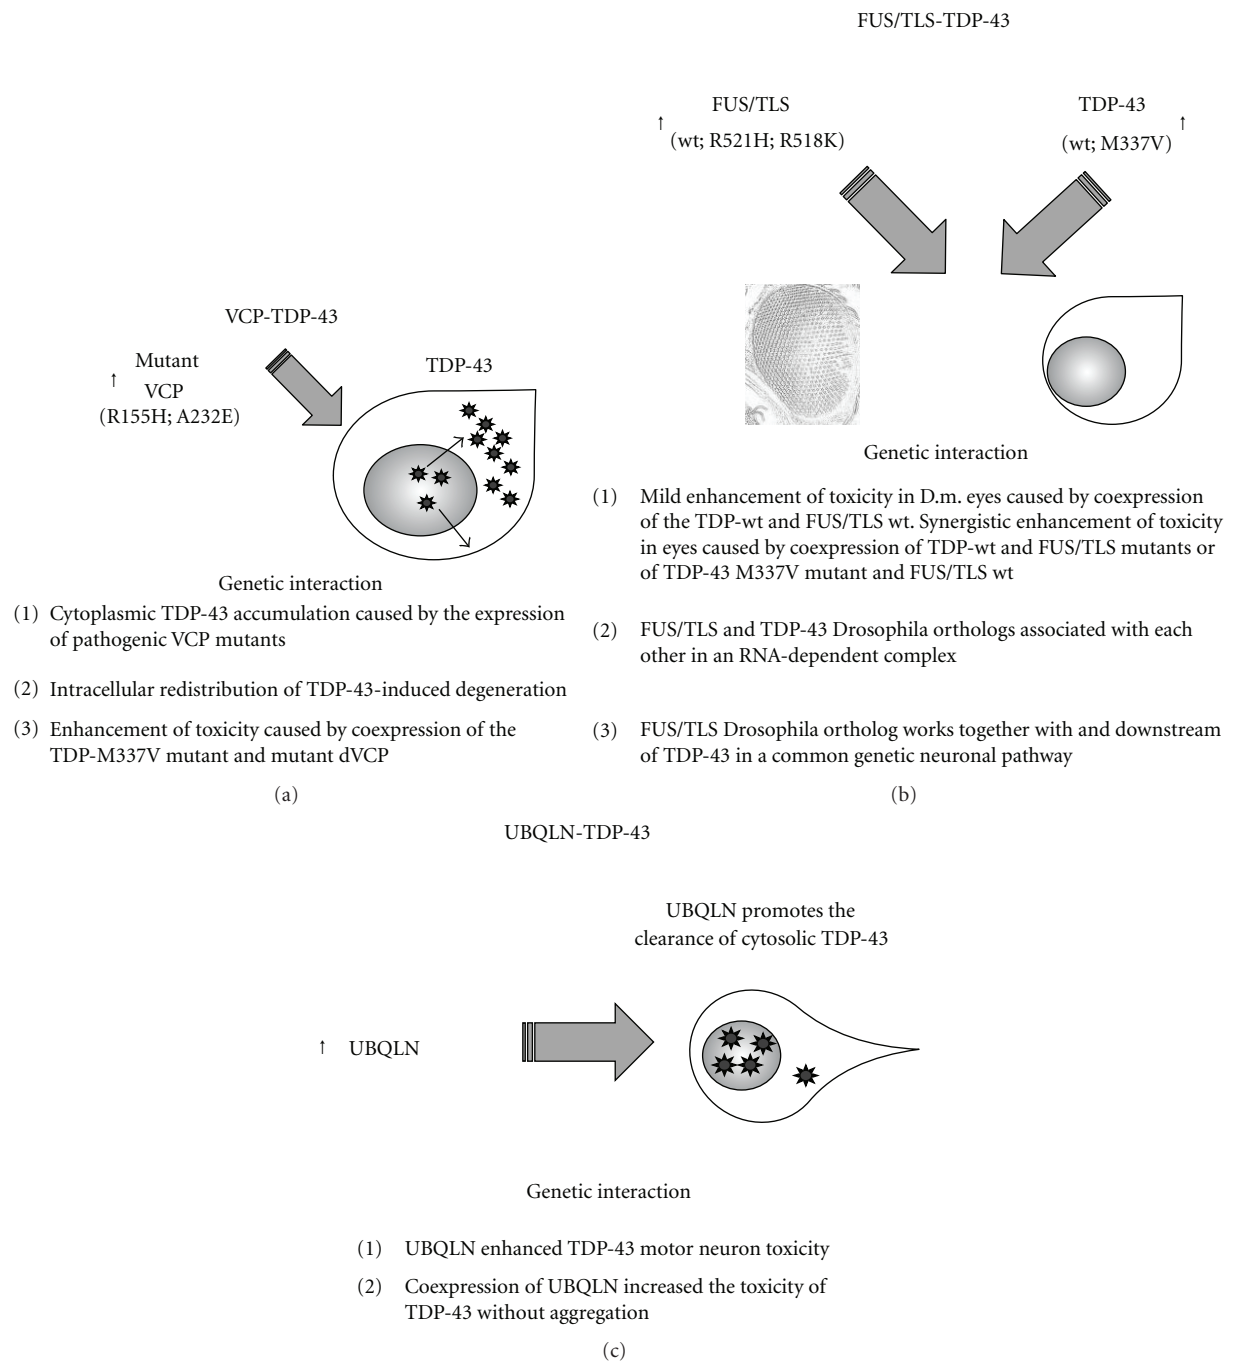 VCP-TDP-43
↑
Mutant
VCP
(R155H; A232E)
TDP-43
Genetic interaction
(1) Cytoplasmic TDP-43 accumulation caused by the expression
of pathogenic VCP mutants
(2) Intracellular redistribution of TDP-43-induced degeneration
(3) Enhancement of toxicity caused by coexpression of the
TDP-M337V mutant and mutant dVCP
(a)
FUS/TLS-TDP-43
FUS/TLS
↑
(wt; R521H; R518K)
TDP-43
↑
(wt; M337V)
Genetic interaction
(1) Mild enhancement of toxicity in D.m. eyes caused by coexpression
of the TDP-wt and FUS/TLS wt. Synergistic enhancement of toxicity
in eyes caused by coexpression of TDP-wt and FUS/TLS mutants or
of TDP-43 M337V mutant and FUS/TLS wt
(2) FUS/TLS and TDP-43 Drosophila orthologs associated with each
other in an RNA-dependent complex
(3) FUS/TLS Drosophila ortholog works together with and downstream
of TDP-43 in a common genetic neuronal pathway
(b)
UBQLN-TDP-43
UBQLN promotes the
clearance of cytosolic TDP-43
↑ UBQLN
Genetic interaction
(1) UBQLN enhanced TDP-43 motor neuron toxicity
(2) Coexpression of UBQLN increased the toxicity of
TDP-43 without aggregation
(c)